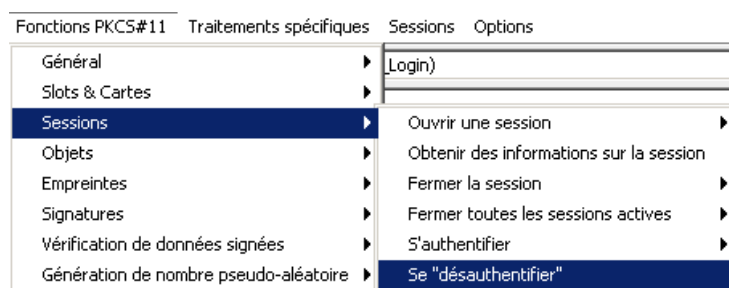 Fonctions PKCS#11 Traitements spécifiques Sessions Options
Général
_Login)
Slots & Cartes
Sessions
Objets
Empreintes
Signatures
Vérification de données signées
Génération de nombre pseudo-aléatoire
Ouvrir une session
Obtenir des informations sur la session
Fermer la session
Fermer toutes les sessions actives
S'authentifier
Se "désauthentifier"